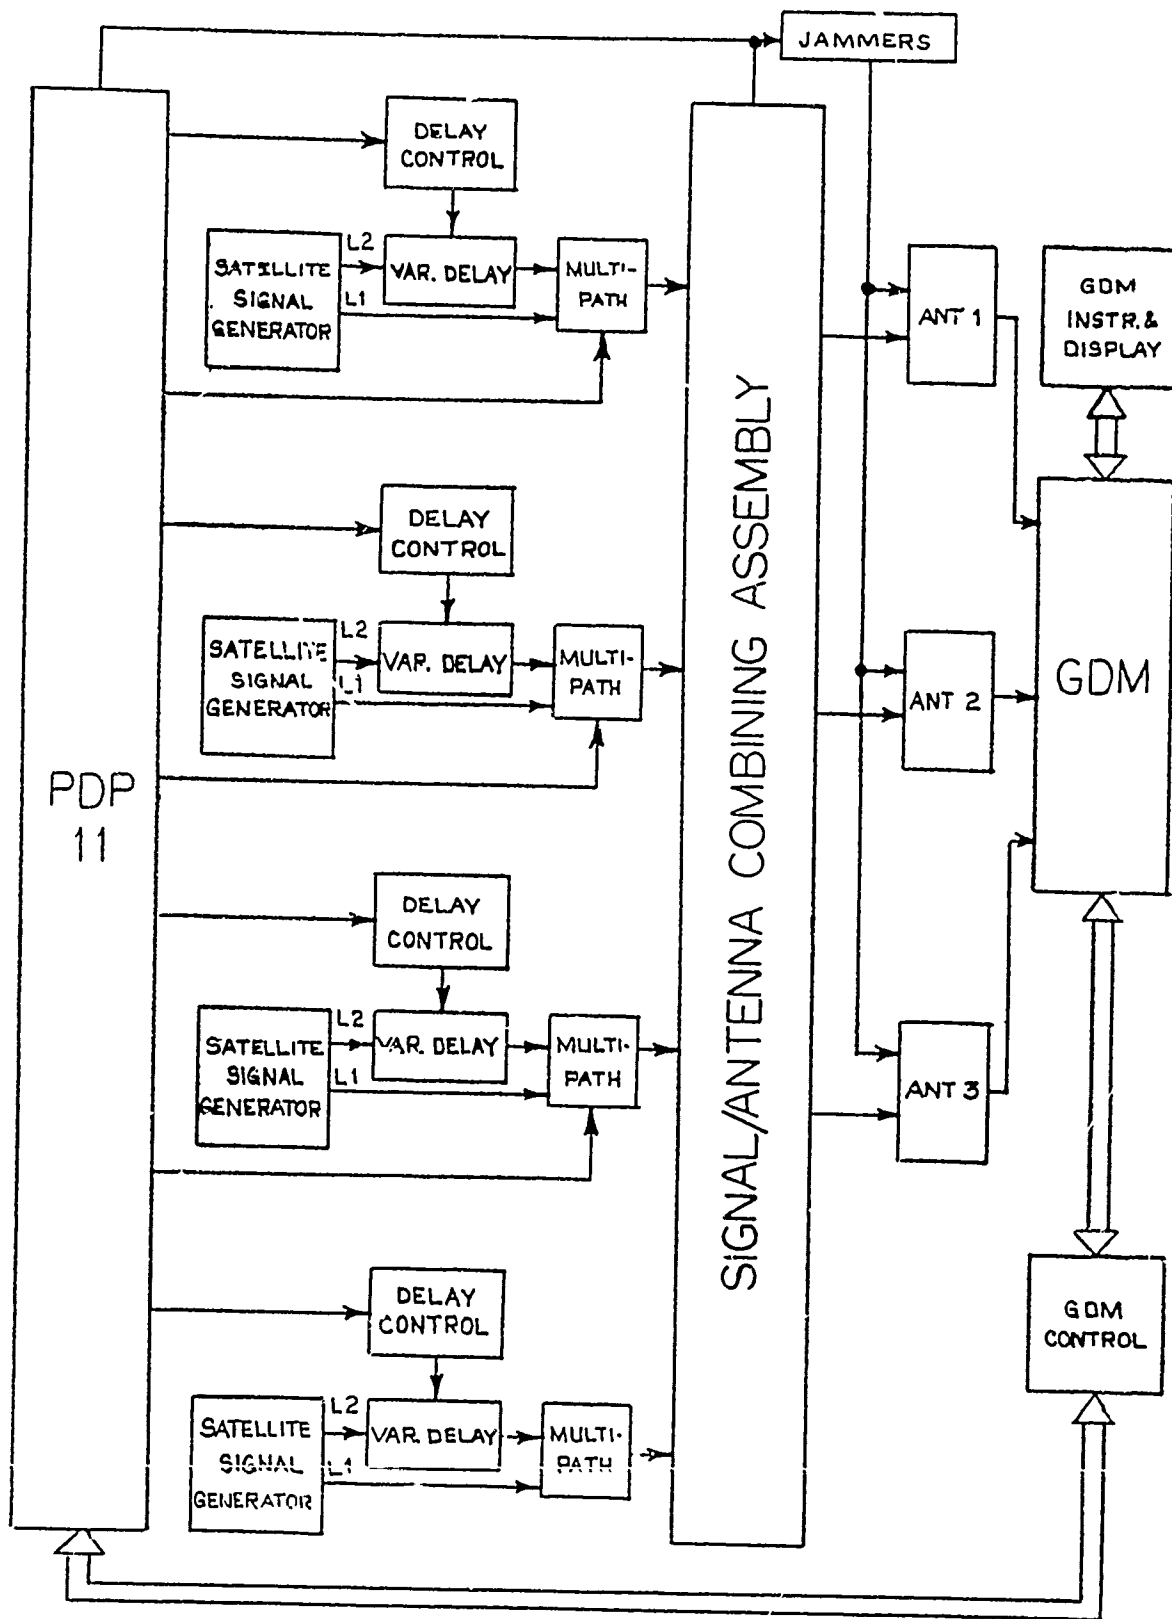 JAMMERS
DELAY
CONTROL
SATELLITE
SIGNAL
GENERATOR
L2
L1
VAR. DELAY
MULTI-
PATH
ANT 1
GDM
INSTR. &
DISPLAY
DELAY
CONTROL
SATELLITE
SIGNAL
GENERATOR
L2
L1
VAR. DELAY
MULTI-
PATH
ANT 2
GDM
PDP
11
SIGNAL/ANTENNA COMBINING ASSEMBLY
DELAY
CONTROL
SATELLITE
SIGNAL
GENERATOR
L2
L1
VAR. DELAY
MULTI-
PATH
ANT 3
DELAY
CONTROL
SATELLITE
SIGNAL
GENERATOR
L2
L1
VAR. DELAY
MULTI-
PATH
GDM
CONTROL